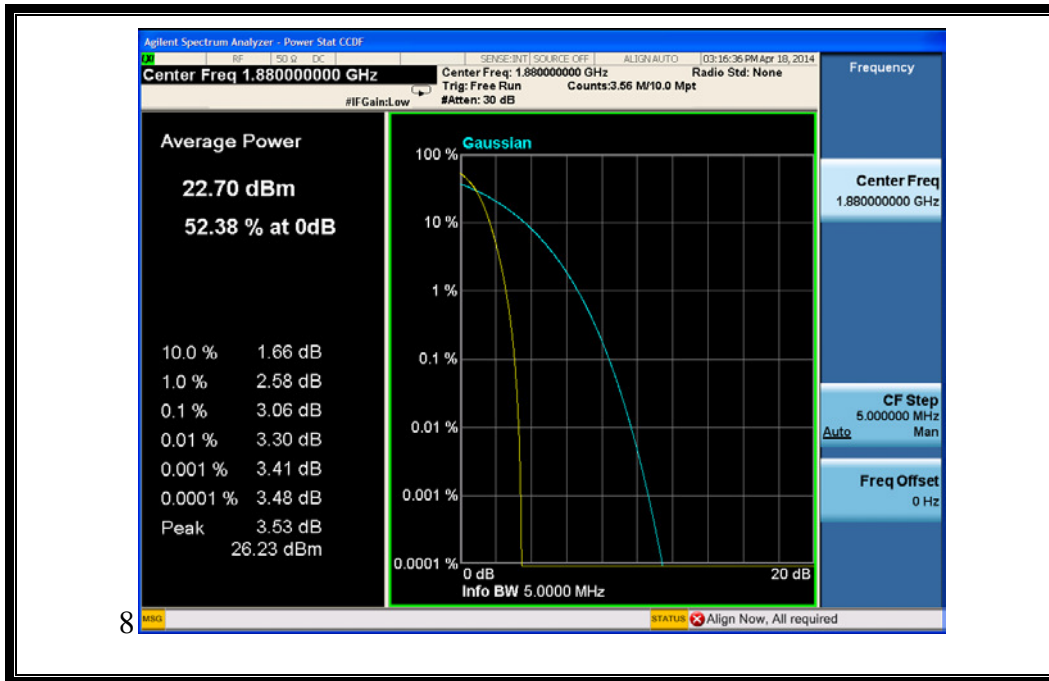 Agilent Spectrum Analyzer - Power Stat CCDF
RF 50 Ω DC SENSE:INT SOURCE OFF ALIGN AUTO 03:16:36 PM Apr 18, 2014
Center Freq 1.880000000 GHz
Center Freq: 1.880000000 GHz Radio Std: None
Trig: Free Run Counts:3.56 M/10.0 Mpt
#IFGain:Low #Atten: 30 dB
Average Power
22.70 dBm
52.38 % at 0dB
10.0 % 1.66 dB
1.0 % 2.58 dB
0.1 % 3.06 dB
0.01 % 3.30 dB
0.001 % 3.41 dB
0.0001 % 3.48 dB
Peak 3.53 dB
26.23 dBm
Gaussian
100 %
10 %
1 %
0.1 %
0.01 %
0.001 %
0.0001 %
0 dB 20 dB
Info BW 5.0000 MHz
Frequency
Center Freq
1.880000000 GHz
CF Step
5.000000 MHz
Auto Man
Freq Offset
0 Hz
8
MSG STATUS Align Now, All required